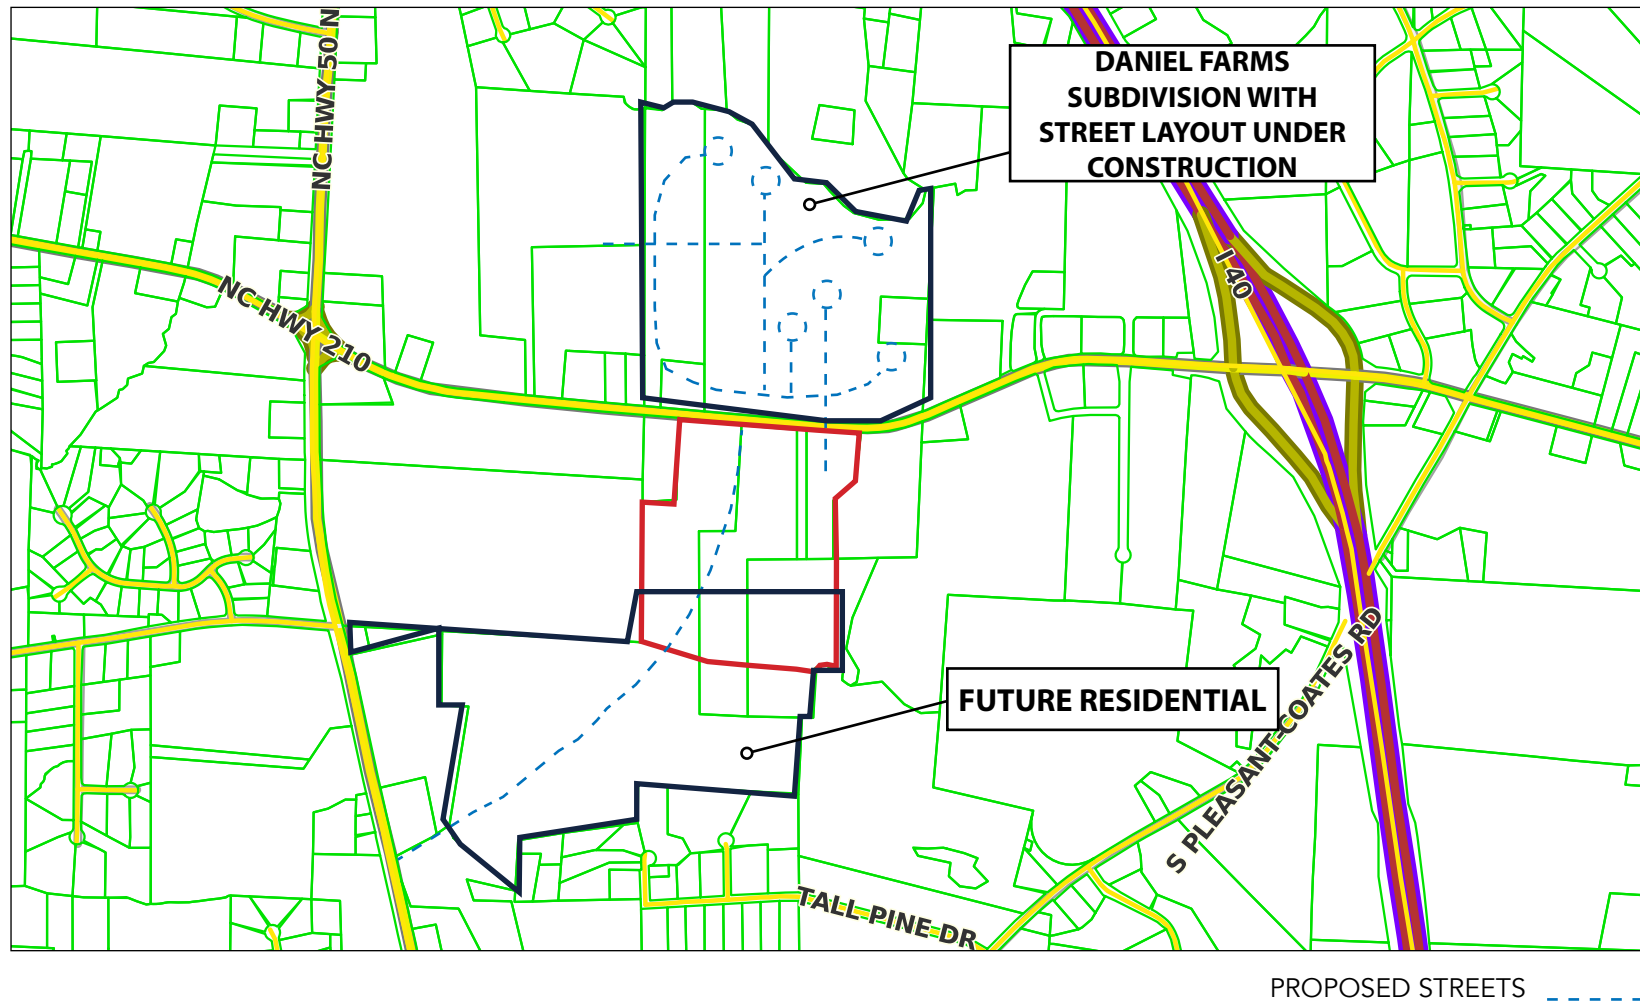 NC HWY 50 N
DANIEL FARMS
SUBDIVISION WITH
STREET LAYOUT UNDER
CONSTRUCTION
I 40
NC HWY 210
S PLEASANT-COATES RD
FUTURE RESIDENTIAL
TALL PINE DR
PROPOSED STREETS